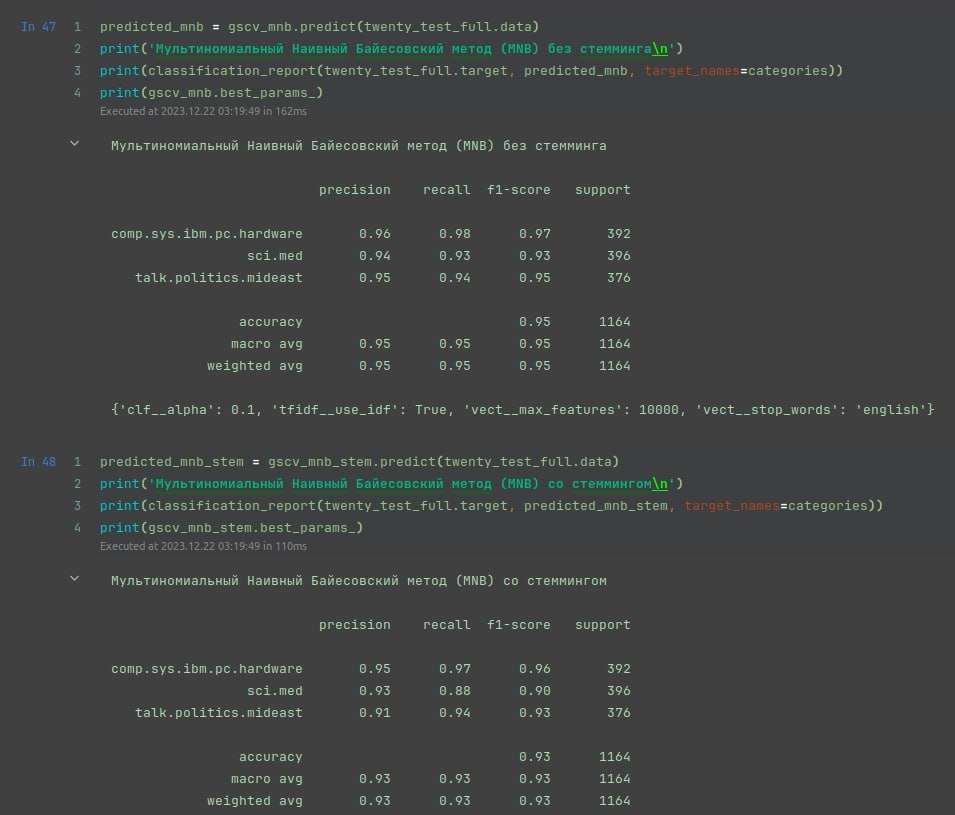 In 47 1 predicted_mnb = gscv_mnb.predict(twenty_test_full.data)
2 print('Мультиномиальный Наивный Байесовский метод (MNB) без стемминга\n')
3 print(classification_report(twenty_test_full.target, predicted_mnb, target_names=categories))
4 print(gscv_mnb.best_params_)
Executed at 2023.12.22 03:19:49 in 162ms
Мультиномиальный Наивный Байесовский метод (MNB) без стемминга
precision recall f1-score support
comp.sys.ibm.pc.hardware 0.96 0.98 0.97 392
sci.med 0.94 0.93 0.93 396
talk.politics.mideast 0.95 0.94 0.95 376
accuracy 0.95 1164
macro avg 0.95 0.95 0.95 1164
weighted avg 0.95 0.95 0.95 1164
{'clf__alpha': 0.1, 'tfidf__use_idf': True, 'vect__max_features': 10000, 'vect__stop_words': 'english'}
In 48 1 predicted_mnb_stem = gscv_mnb_stem.predict(twenty_test_full.data)
2 print('Мультиномиальный Наивный Байесовский метод (MNB) со стеммингом\n')
3 print(classification_report(twenty_test_full.target, predicted_mnb_stem, target_names=categories))
4 print(gscv_mnb_stem.best_params_)
Executed at 2023.12.22 03:19:49 in 110ms
Мультиномиальный Наивный Байесовский метод (MNB) со стеммингом
precision recall f1-score support
comp.sys.ibm.pc.hardware 0.95 0.97 0.96 392
sci.med 0.93 0.88 0.90 396
talk.politics.mideast 0.91 0.94 0.93 376
accuracy 0.93 1164
macro avg 0.93 0.93 0.93 1164
weighted avg 0.93 0.93 0.93 1164